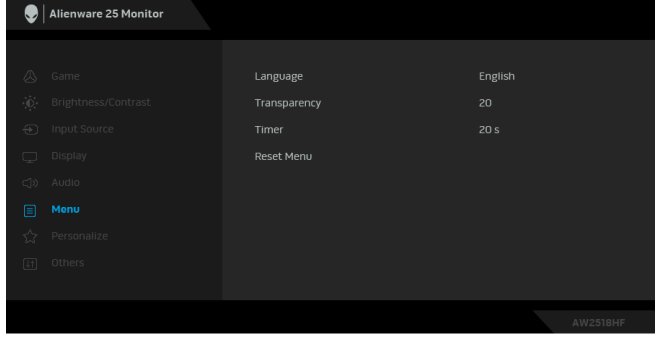 Alienware 25 Monitor
Game
Brightness/Contrast
Input Source
Display
Audio
Menu
Personalize
Others
Language English
Transparency 20
Timer 20 s
Reset Menu
AW2518HF